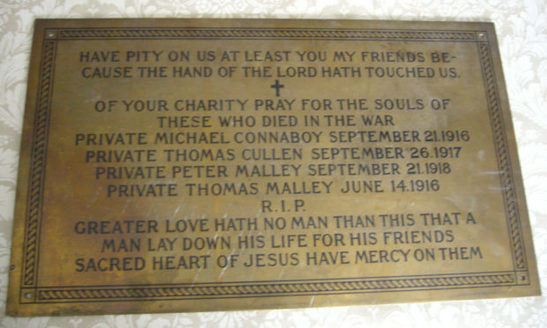 HAVE PITY ON US AT LEAST YOU MY FRIENDS BE-
CAUSE THE HAND OF THE LORD HATH TOUCHED US.
✝
OF YOUR CHARITY PRAY FOR THE SOULS OF
THESE WHO DIED IN THE WAR
PRIVATE MICHAEL CONNABOY SEPTEMBER 21.1916
PRIVATE THOMAS CULLEN SEPTEMBER 26.1917
PRIVATE PETER MALLEY SEPTEMBER 21.1918
PRIVATE THOMAS MALLEY JUNE 14.1916
R.I.P.
GREATER LOVE HATH NO MAN THAN THIS THAT A
MAN LAY DOWN HIS LIFE FOR HIS FRIENDS
SACRED HEART OF JESUS HAVE MERCY ON THEM